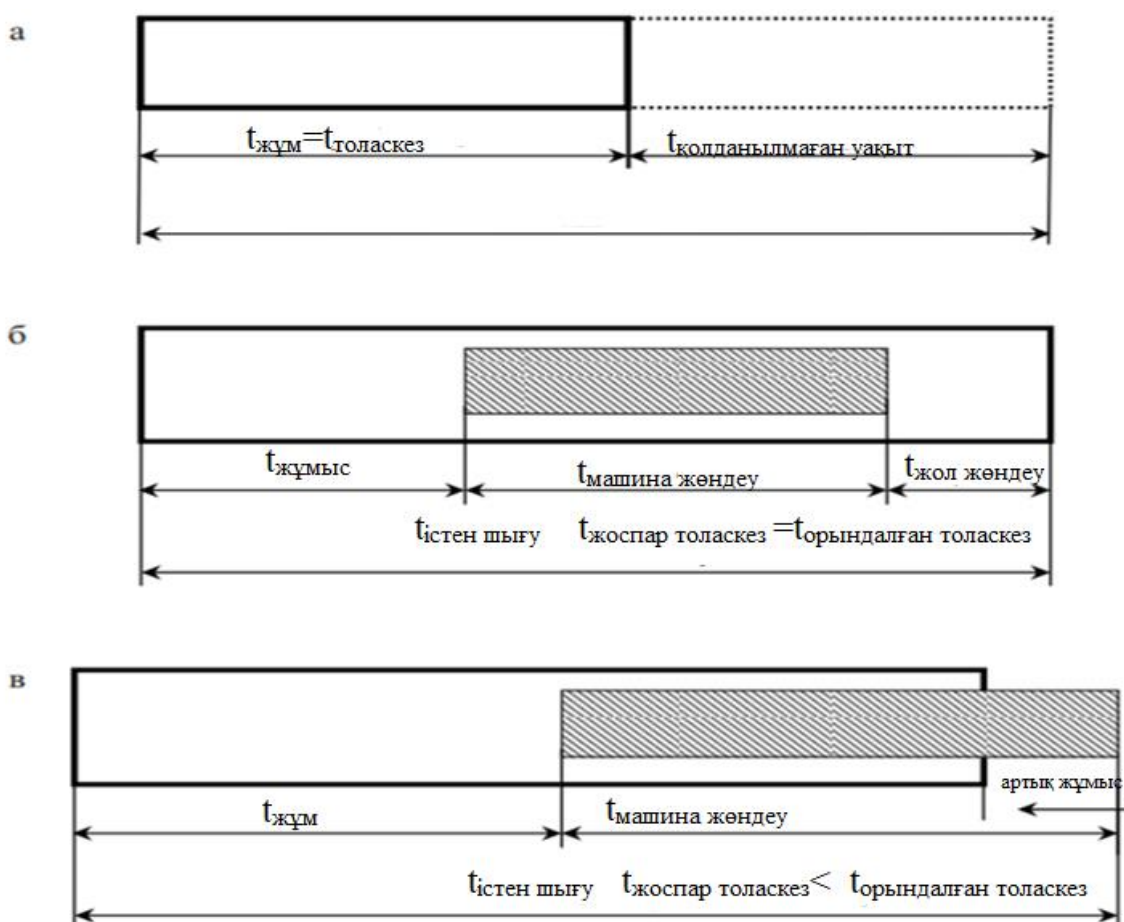 а
tжұм=tтоласкез tқолданылмаған уақыт
б
tжұмыс tмашина жөндеу tжол жөндеу
tістен шығу tжоспар толаскез =tорындалған толаскез
в
артық жұмыс
tжұм tмашина жөндеу
tістен шығу tжоспар толаскез< tорындалған толаскез